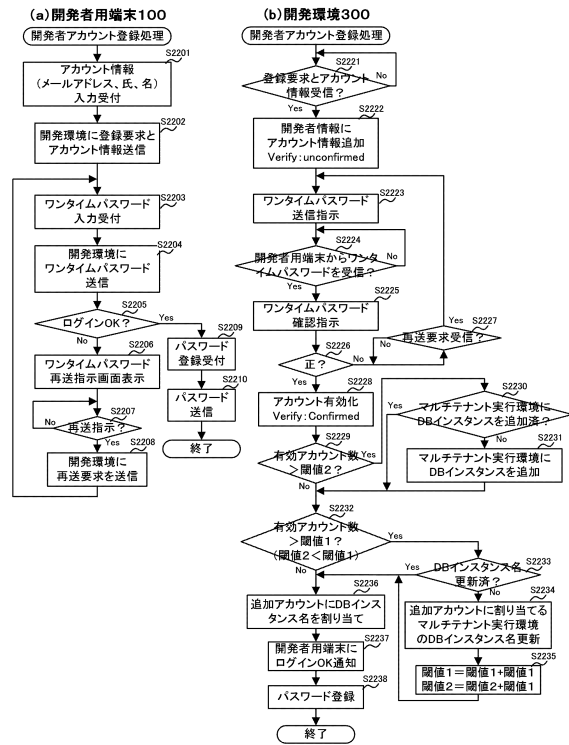 (a)開発者用端末100
開発者アカウント登録処理
S2201
アカウント情報
(メールアドレス、氏、名)
入力受付
S2202
開発環境に登録要求と
アカウント情報送信
S2203
ワンタイムパスワード
入力受付
S2204
開発環境に
ワンタイムパスワード
送信
S2205
ログインOK?
Yes
No
S2206
ワンタイムパスワード
再送指示画面表示
S2207
再送指示?
No
Yes
S2208
開発環境に
再送要求を送信
S2209
パスワード
登録受付
S2210
パスワード
送信
終了
(b)開発環境300
開発者アカウント登録処理
S2221
登録要求とアカウント
情報受信?
No
Yes
S2222
開発者情報に
アカウント情報追加
Verify:unconfirmed
S2223
ワンタイムパスワード
送信指示
S2224
開発者用端末からワンタ
イムパスワードを受信?
No
Yes
S2225
ワンタイムパスワード
確認指示
S2226
正?
No
Yes
S2227
再送要求受信?
Yes
No
S2228
アカウント有効化
Verify:Confirmed
S2229
有効アカウント数
>閾値2?
Yes
No
S2230
マルチテナント実行環境に
DBインスタンスを追加済?
Yes
No
S2231
マルチテナント実行環境に
DBインスタンスを追加
S2232
有効アカウント数
>閾値1?
(閾値2<閾値1)
Yes
No
S2233
DBインスタンス名
更新済?
Yes
No
S2234
追加アカウントに割り当てる
マルチテナント実行環境
のDBインスタンス名更新
S2235
閾値1=閾値1+閾値1
閾値2=閾値2+閾値1
S2236
追加アカウントにDBインス
タンス名を割り当て
S2237
開発者用端末に
ログインOK通知
S2238
パスワード登録
終了